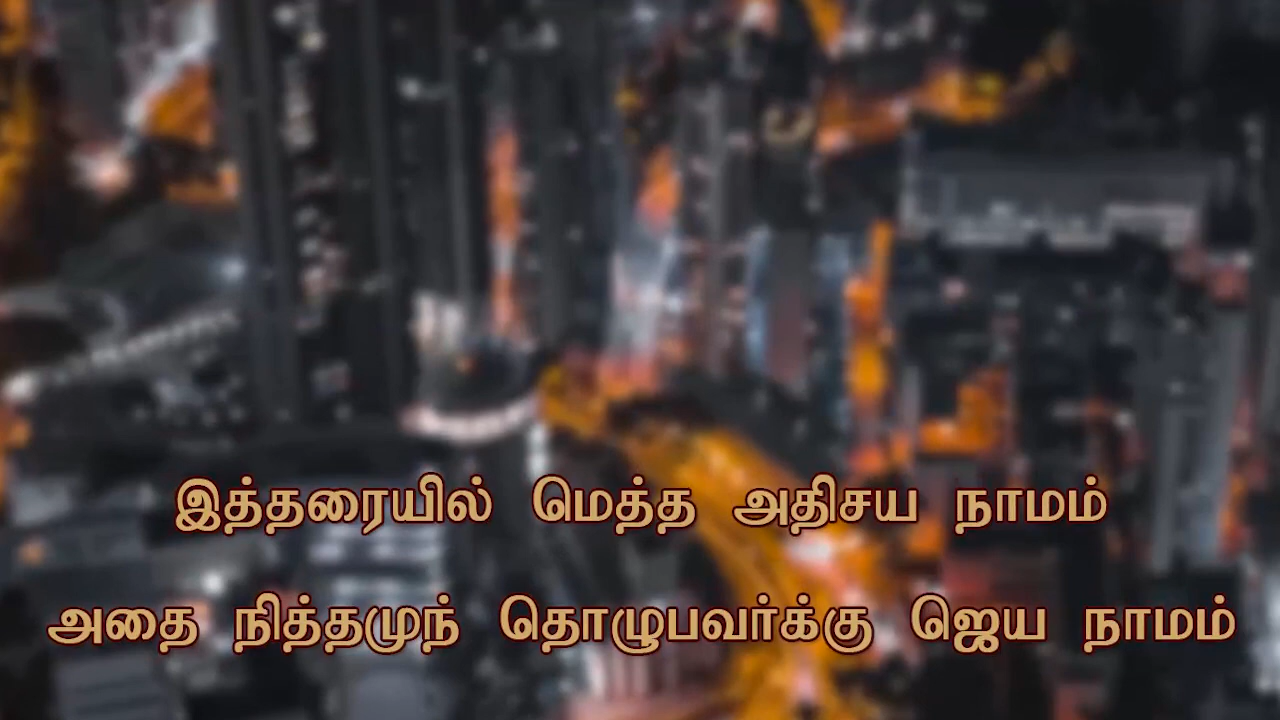 இத்தரையில் மெத்த அதிசய நாமம்
அதை நித்தமுந் தொழுபவர்க்கு ஜெய நாமம்